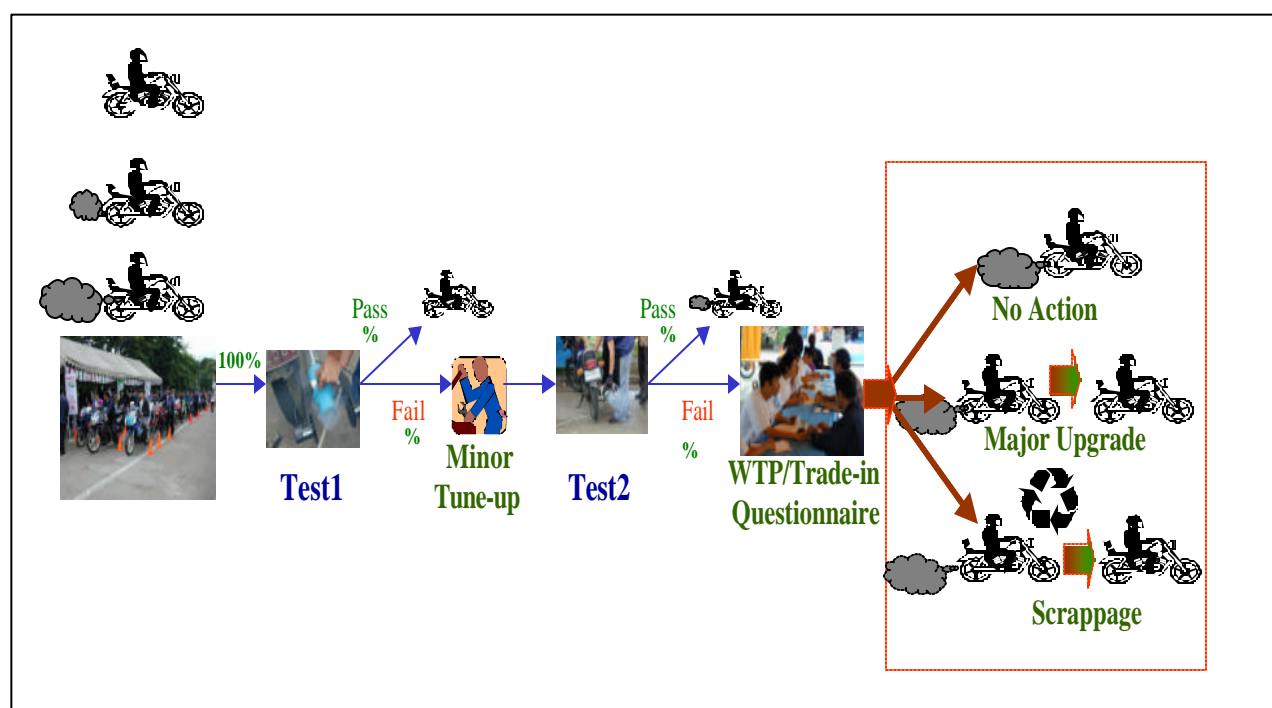 100%
Test1
Pass
%
Fail
%
Minor
Tune-up
Test2
Pass
%
Fail
%
WTP/Trade-in
Questionnaire
No Action
Major Upgrade
Scrappage